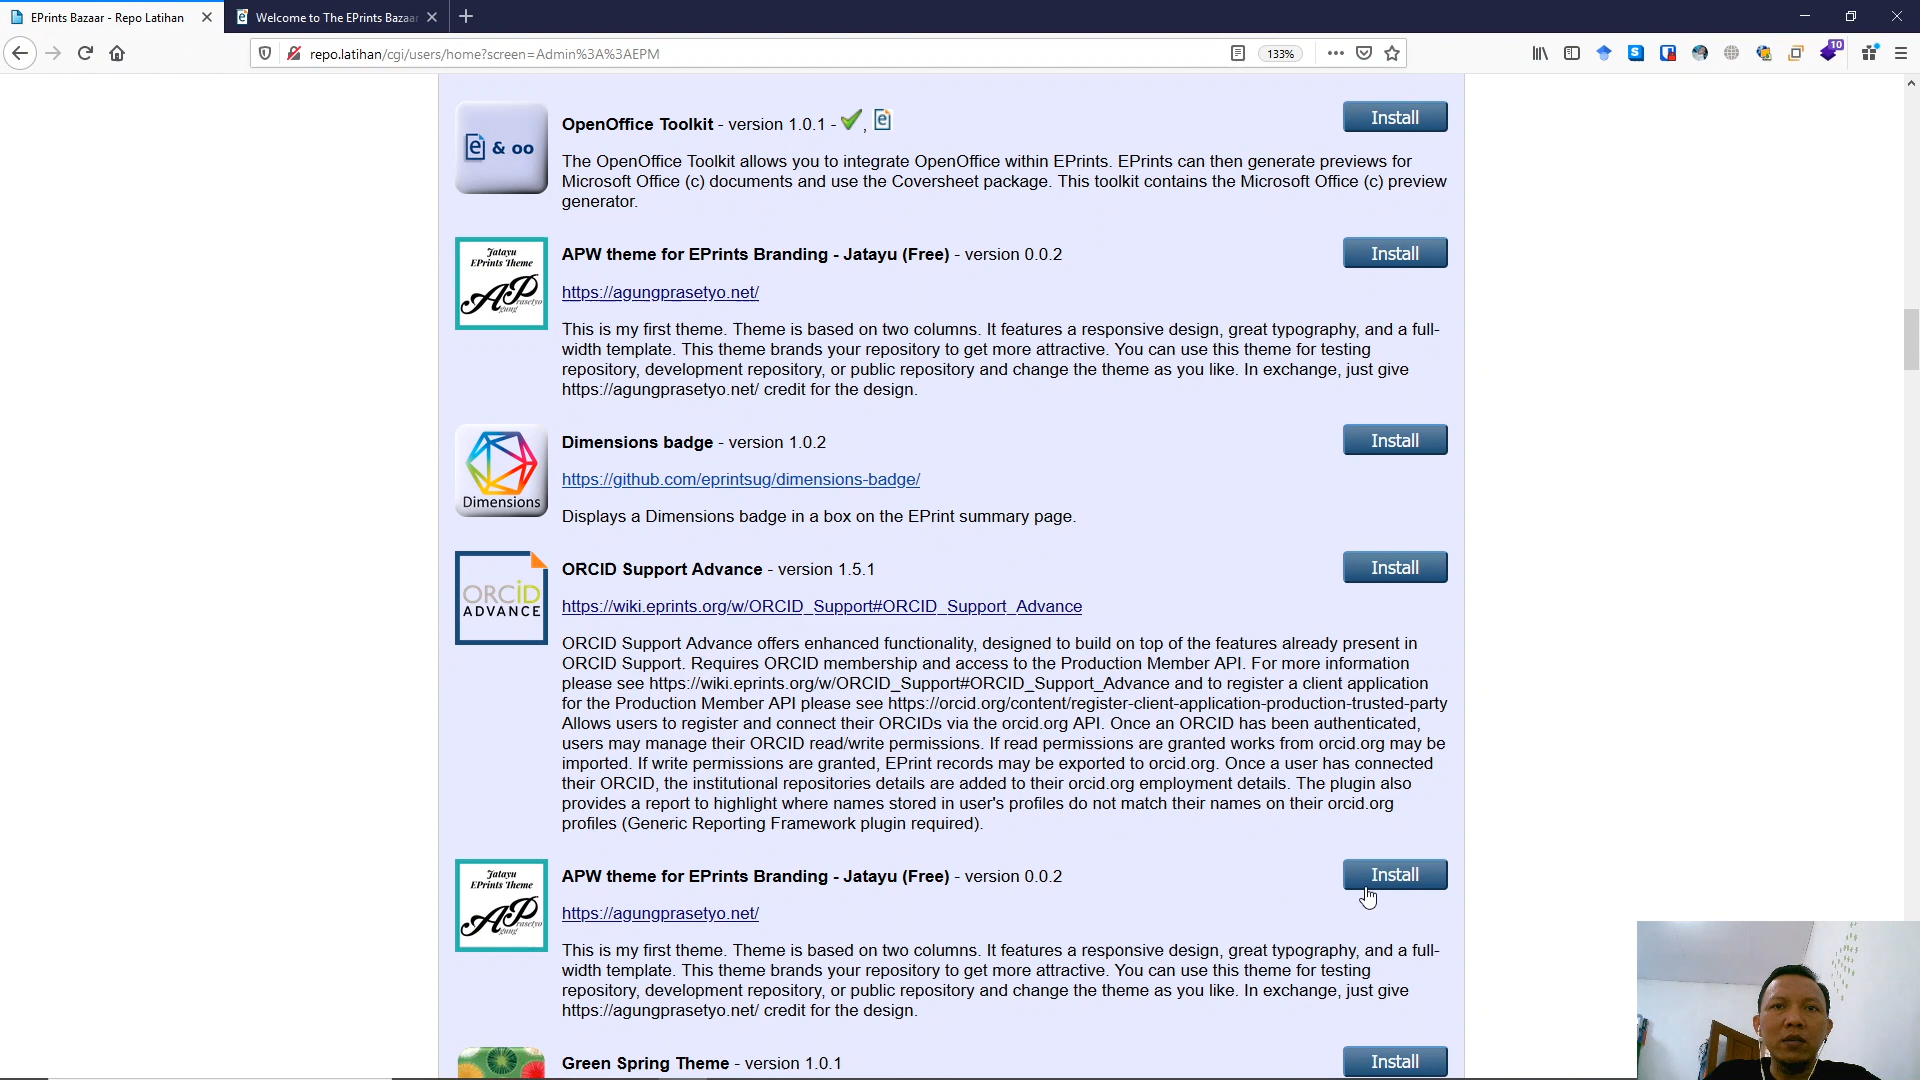 EPrints Bazaar - Repo Latihan
Welcome to The EPrints Bazaa
repo.latihan/cgi/users/home?screen=Admin%3A%3AEPM
133%
10
e & oo
OpenOffice Toolkit - version 1.0.1 - , e
Install
The OpenOffice Toolkit allows you to integrate OpenOffice within EPrints. EPrints can then generate previews for
Microsoft Office (c) documents and use the Coversheet package. This toolkit contains the Microsoft Office (c) preview
generator.
Jatayu
EPrints Theme
AP
rasetyo
gung
APW theme for EPrints Branding - Jatayu (Free) - version 0.0.2
Install
https://agungprasetyo.net/
This is my first theme. Theme is based on two columns. It features a responsive design, great typography, and a full-
width template. This theme brands your repository to get more attractive. You can use this theme for testing
repository, development repository, or public repository and change the theme as you like. In exchange, just give
https://agungprasetyo.net/ credit for the design.
Dimensions
Dimensions badge - version 1.0.2
Install
https://github.com/eprintsug/dimensions-badge/
Displays a Dimensions badge in a box on the EPrint summary page.
ORCiD
ADVANCE
ORCID Support Advance - version 1.5.1
Install
https://wiki.eprints.org/w/ORCID_Support#ORCID_Support_Advance
ORCID Support Advance offers enhanced functionality, designed to build on top of the features already present in
ORCID Support. Requires ORCID membership and access to the Production Member API. For more information
please see https://wiki.eprints.org/w/ORCID_Support#ORCID_Support_Advance and to register a client application
for the Production Member API please see https://orcid.org/content/register-client-application-production-trusted-party
Allows users to register and connect their ORCIDs via the orcid.org API. Once an ORCID has been authenticated,
users may manage their ORCID read/write permissions. If read permissions are granted works from orcid.org may be
imported. If write permissions are granted, EPrint records may be exported to orcid.org. Once a user has connected
their ORCID, the institutional repositories details are added to their orcid.org employment details. The plugin also
provides a report to highlight where names stored in user's profiles do not match their names on their orcid.org
profiles (Generic Reporting Framework plugin required).
Jatayu
EPrints Theme
AP
rasetyo
gung
APW theme for EPrints Branding - Jatayu (Free) - version 0.0.2
Install
https://agungprasetyo.net/
This is my first theme. Theme is based on two columns. It features a responsive design, great typography, and a full-
width template. This theme brands your repository to get more attractive. You can use this theme for testing
repository, development repository, or public repository and change the theme as you like. In exchange, just give
https://agungprasetyo.net/ credit for the design.
Green Spring Theme - version 1.0.1
Install